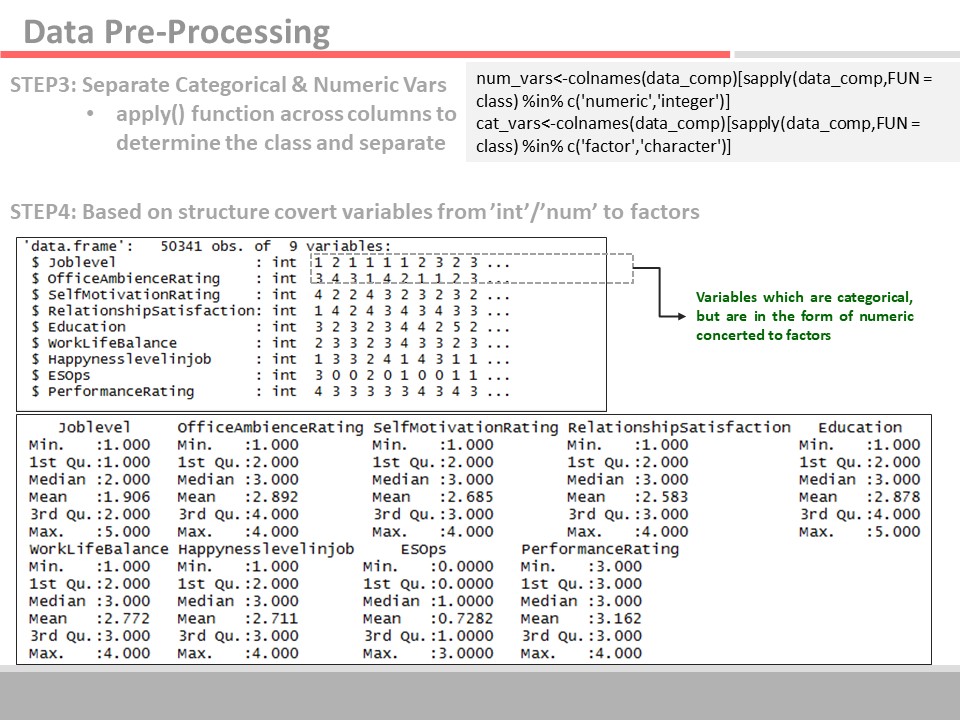 Data Pre-Processing
STEP3: Separate Categorical & Numeric Vars
• apply() function across columns to
determine the class and separate
num_vars<-colnames(data_comp)[sapply(data_comp,FUN =
class) %in% c('numeric','integer')]
cat_vars<-colnames(data_comp)[sapply(data_comp,FUN =
class) %in% c('factor','character')]
STEP4: Based on structure covert variables from ’int’/’num’ to factors
'data.frame':   50341 obs. of  9 variables:
$ Joblevel                : int  1 2 1 1 1 1 2 3 2 3 ...
$ OfficeAmbienceRating    : int  3 4 3 1 4 2 1 1 2 3 ...
$ SelfMotivationRating    : int  4 2 2 4 3 2 3 2 3 2 ...
$ RelationshipSatisfaction: int  1 4 2 4 3 4 3 4 3 3 ...
$ Education               : int  3 2 3 2 3 4 4 2 5 2 ...
$ WorkLifeBalance         : int  2 3 3 2 3 4 3 3 2 3 ...
$ Happynesslevelinjob     : int  1 3 3 2 4 1 4 3 1 1 ...
$ ESOps                   : int  3 0 0 2 0 1 0 0 1 1 ...
$ PerformanceRating       : int  4 3 3 3 3 3 4 3 4 3 ...
Variables which are categorical,
but are in the form of numeric
concerted to factors
Joblevel OfficeAmbienceRating SelfMotivationRating RelationshipSatisfaction Education
Min. :1.000 Min. :1.000 Min. :1.000 Min. :1.000 Min. :1.000
1st Qu.:1.000 1st Qu.:2.000 1st Qu.:2.000 1st Qu.:2.000 1st Qu.:2.000
Median :2.000 Median :3.000 Median :3.000 Median :3.000 Median :3.000
Mean :1.906 Mean :2.892 Mean :2.685 Mean :2.583 Mean :2.878
3rd Qu.:2.000 3rd Qu.:4.000 3rd Qu.:3.000 3rd Qu.:3.000 3rd Qu.:4.000
Max. :5.000 Max. :4.000 Max. :4.000 Max. :4.000 Max. :5.000
WorkLifeBalance Happynesslevelinjob ESOps PerformanceRating
Min. :1.000 Min. :1.000 Min. :0.0000 Min. :3.000
1st Qu.:2.000 1st Qu.:2.000 1st Qu.:0.0000 1st Qu.:3.000
Median :3.000 Median :3.000 Median :1.0000 Median :3.000
Mean :2.772 Mean :2.711 Mean :0.7282 Mean :3.162
3rd Qu.:3.000 3rd Qu.:3.000 3rd Qu.:1.0000 3rd Qu.:3.000
Max. :4.000 Max. :4.000 Max. :3.0000 Max. :4.000